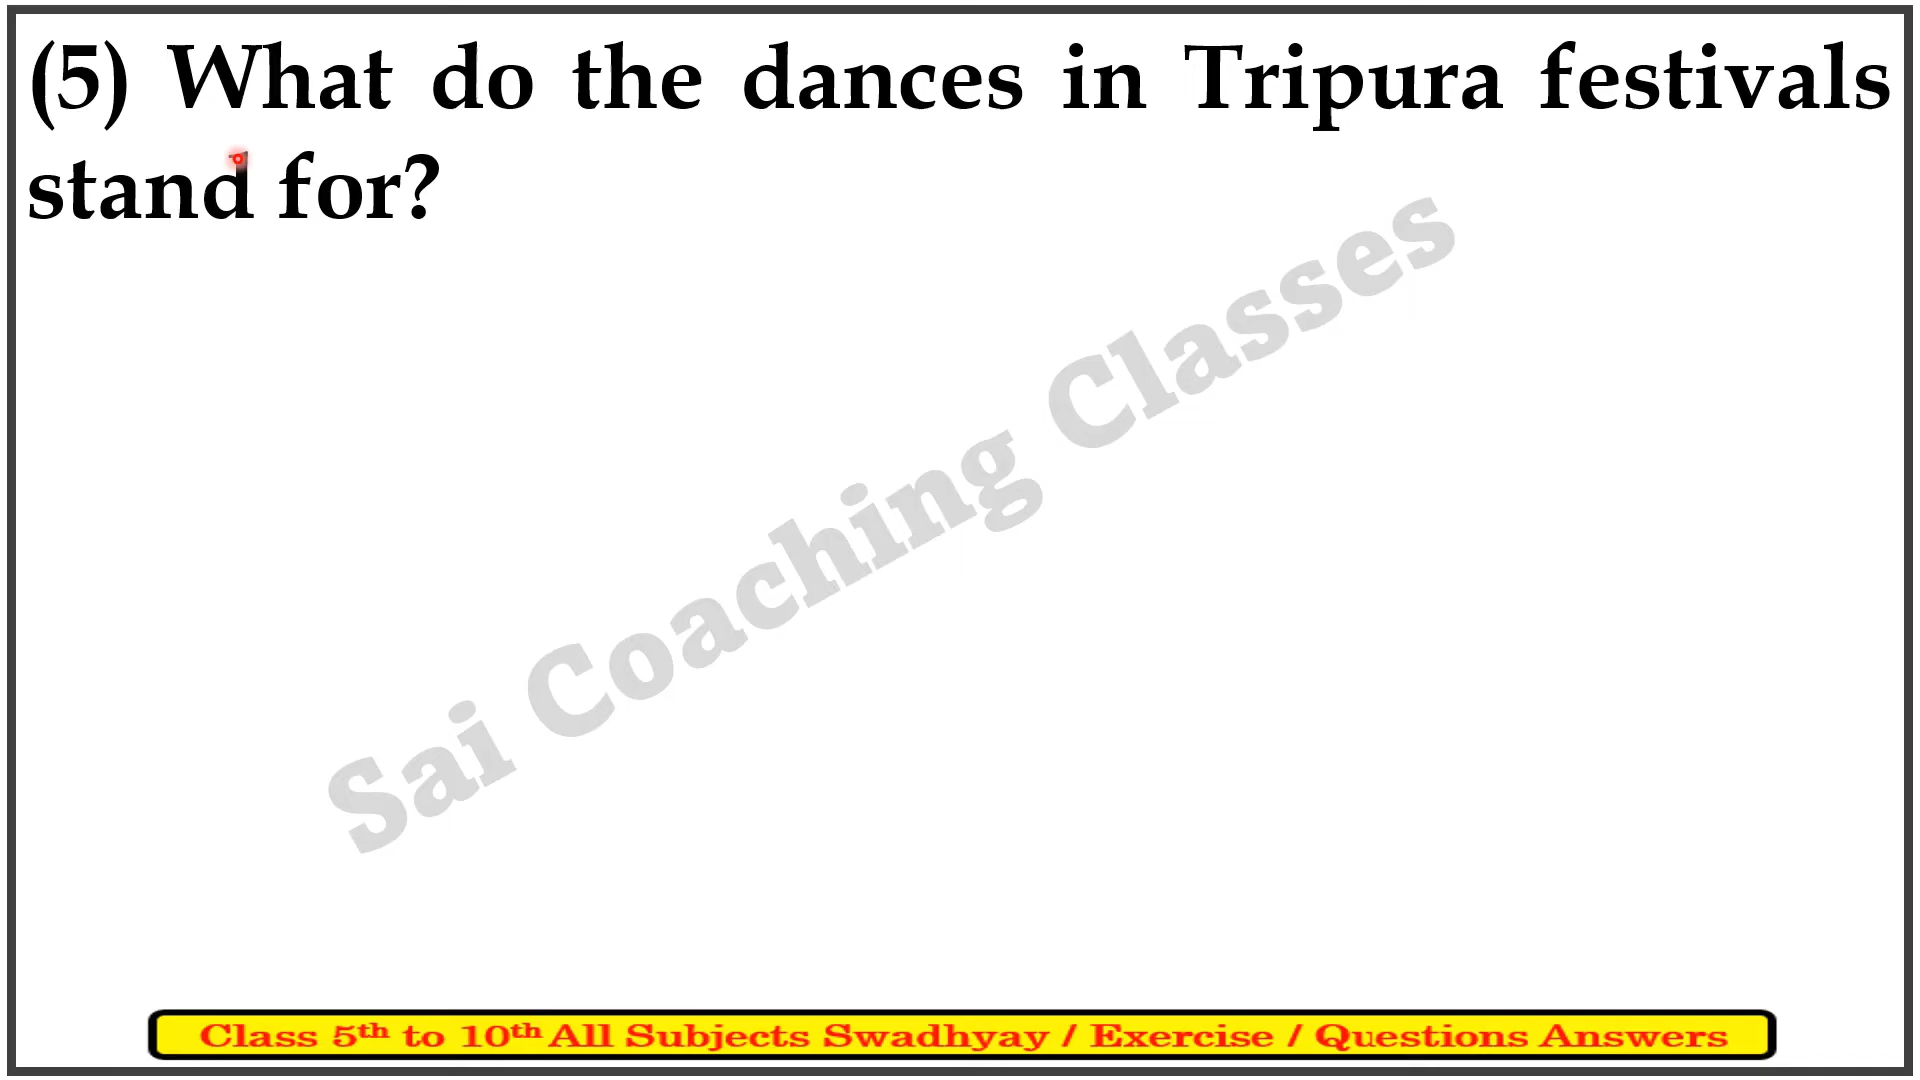 (5) What do the dances in Tripura festivals
stand for?
Sai Coaching Classes
Class 5th to 10th All Subjects Swadhyay / Exercise / Questions Answers